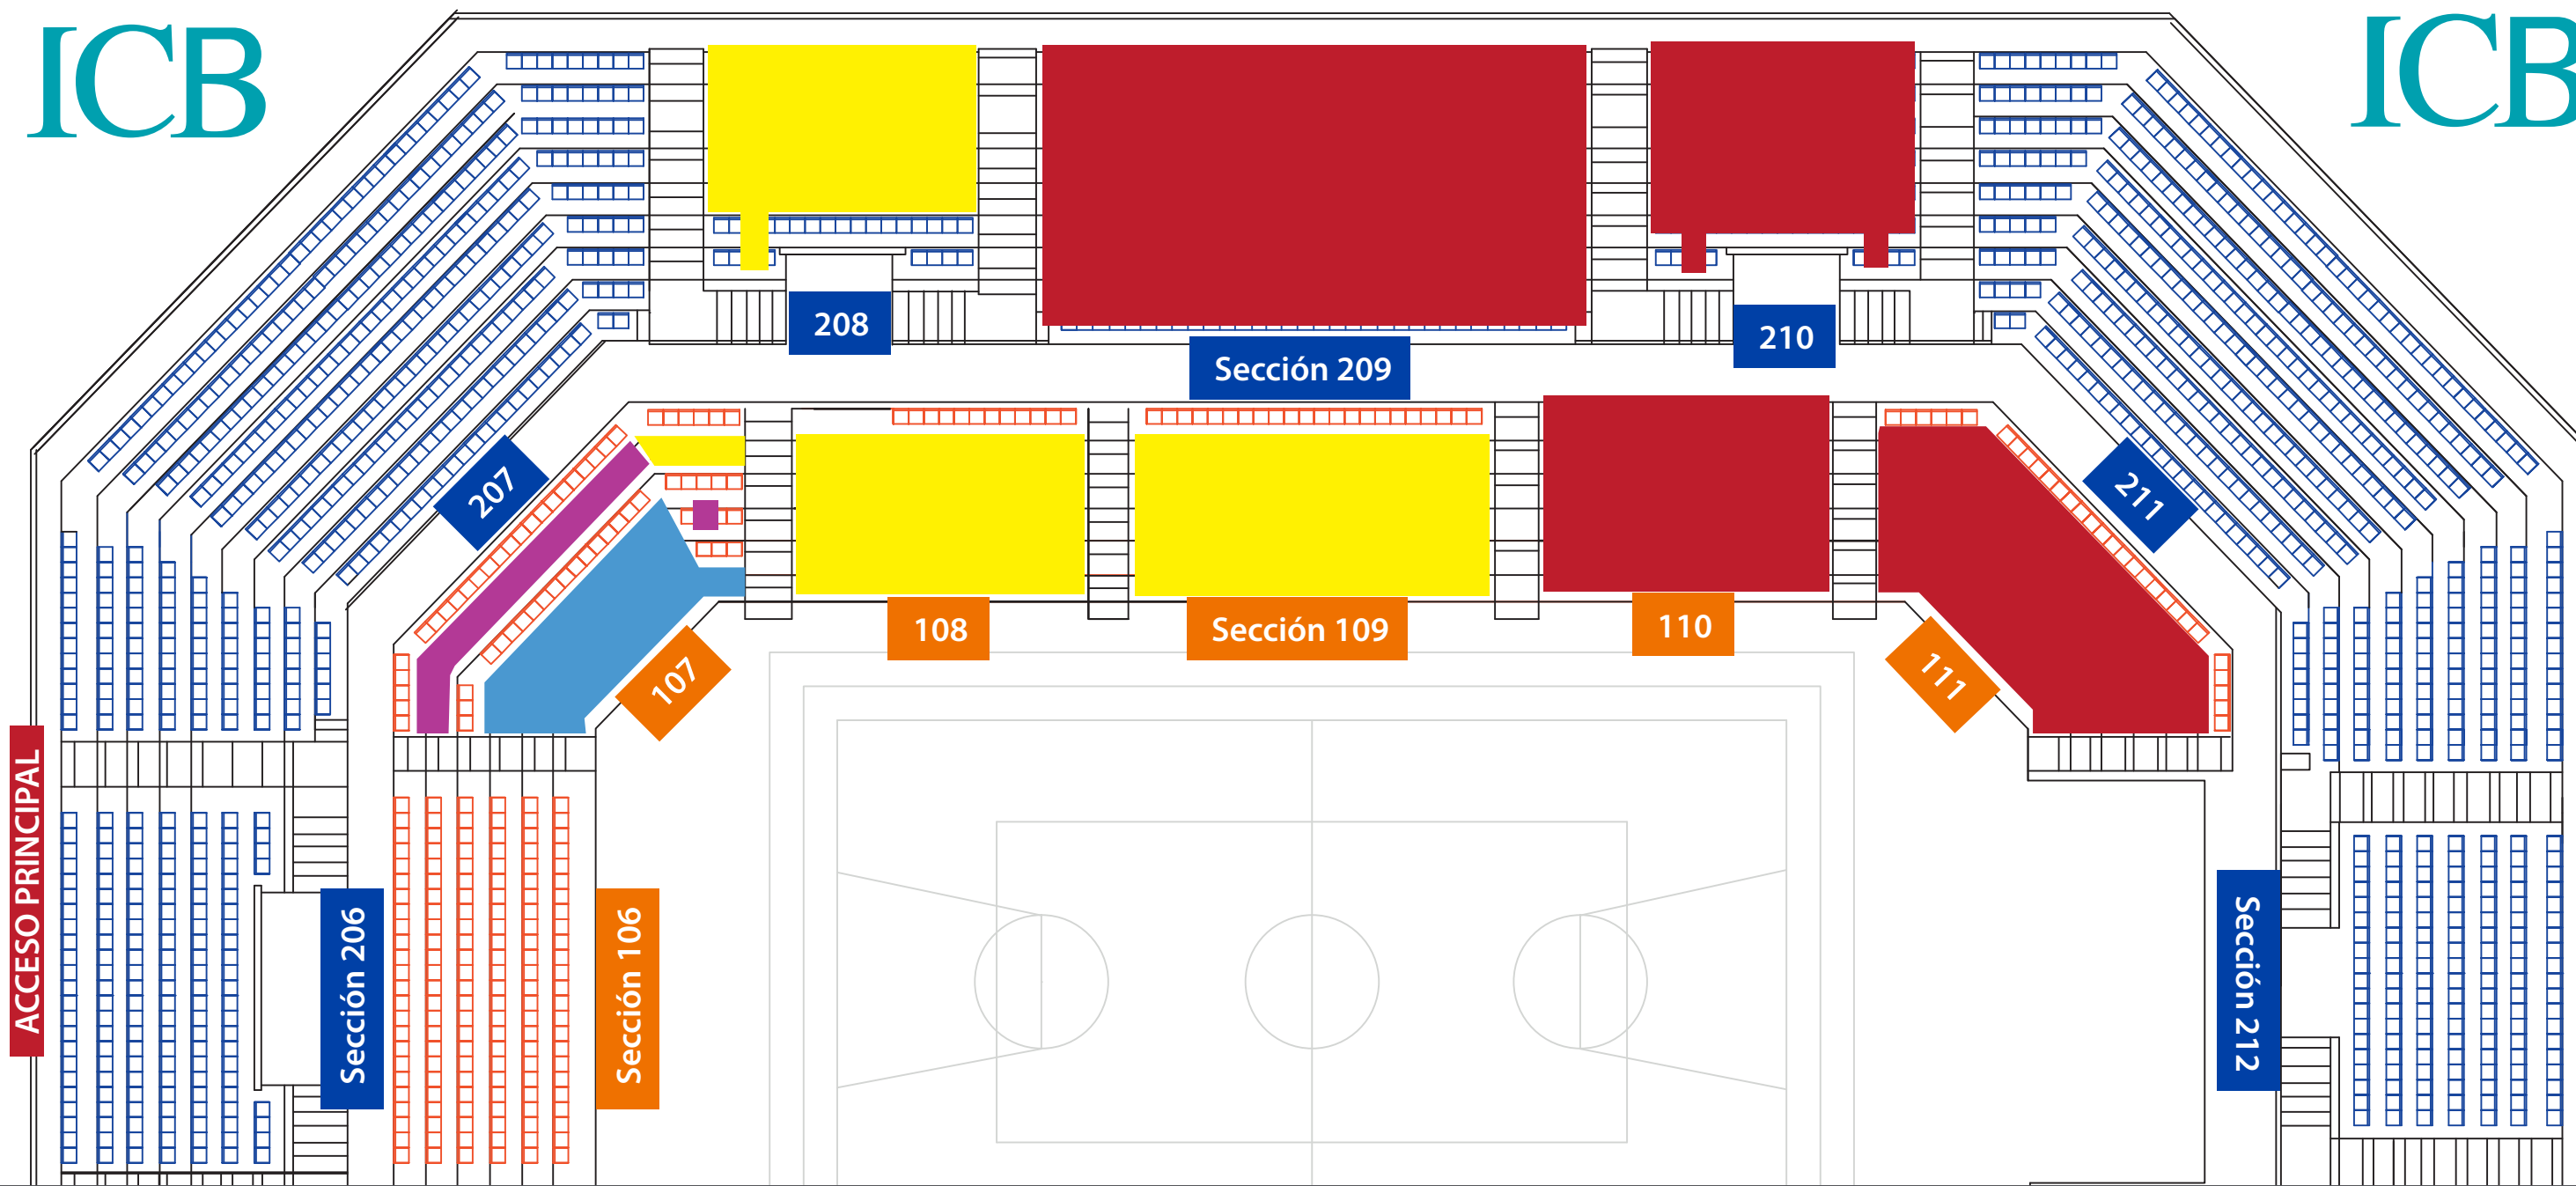 ICB
ICB
208
210
Sección 209
207
211
108
Sección 109
110
107
111
ACCESO PRINCIPAL
Sección 206
Sección 106
Sección 212